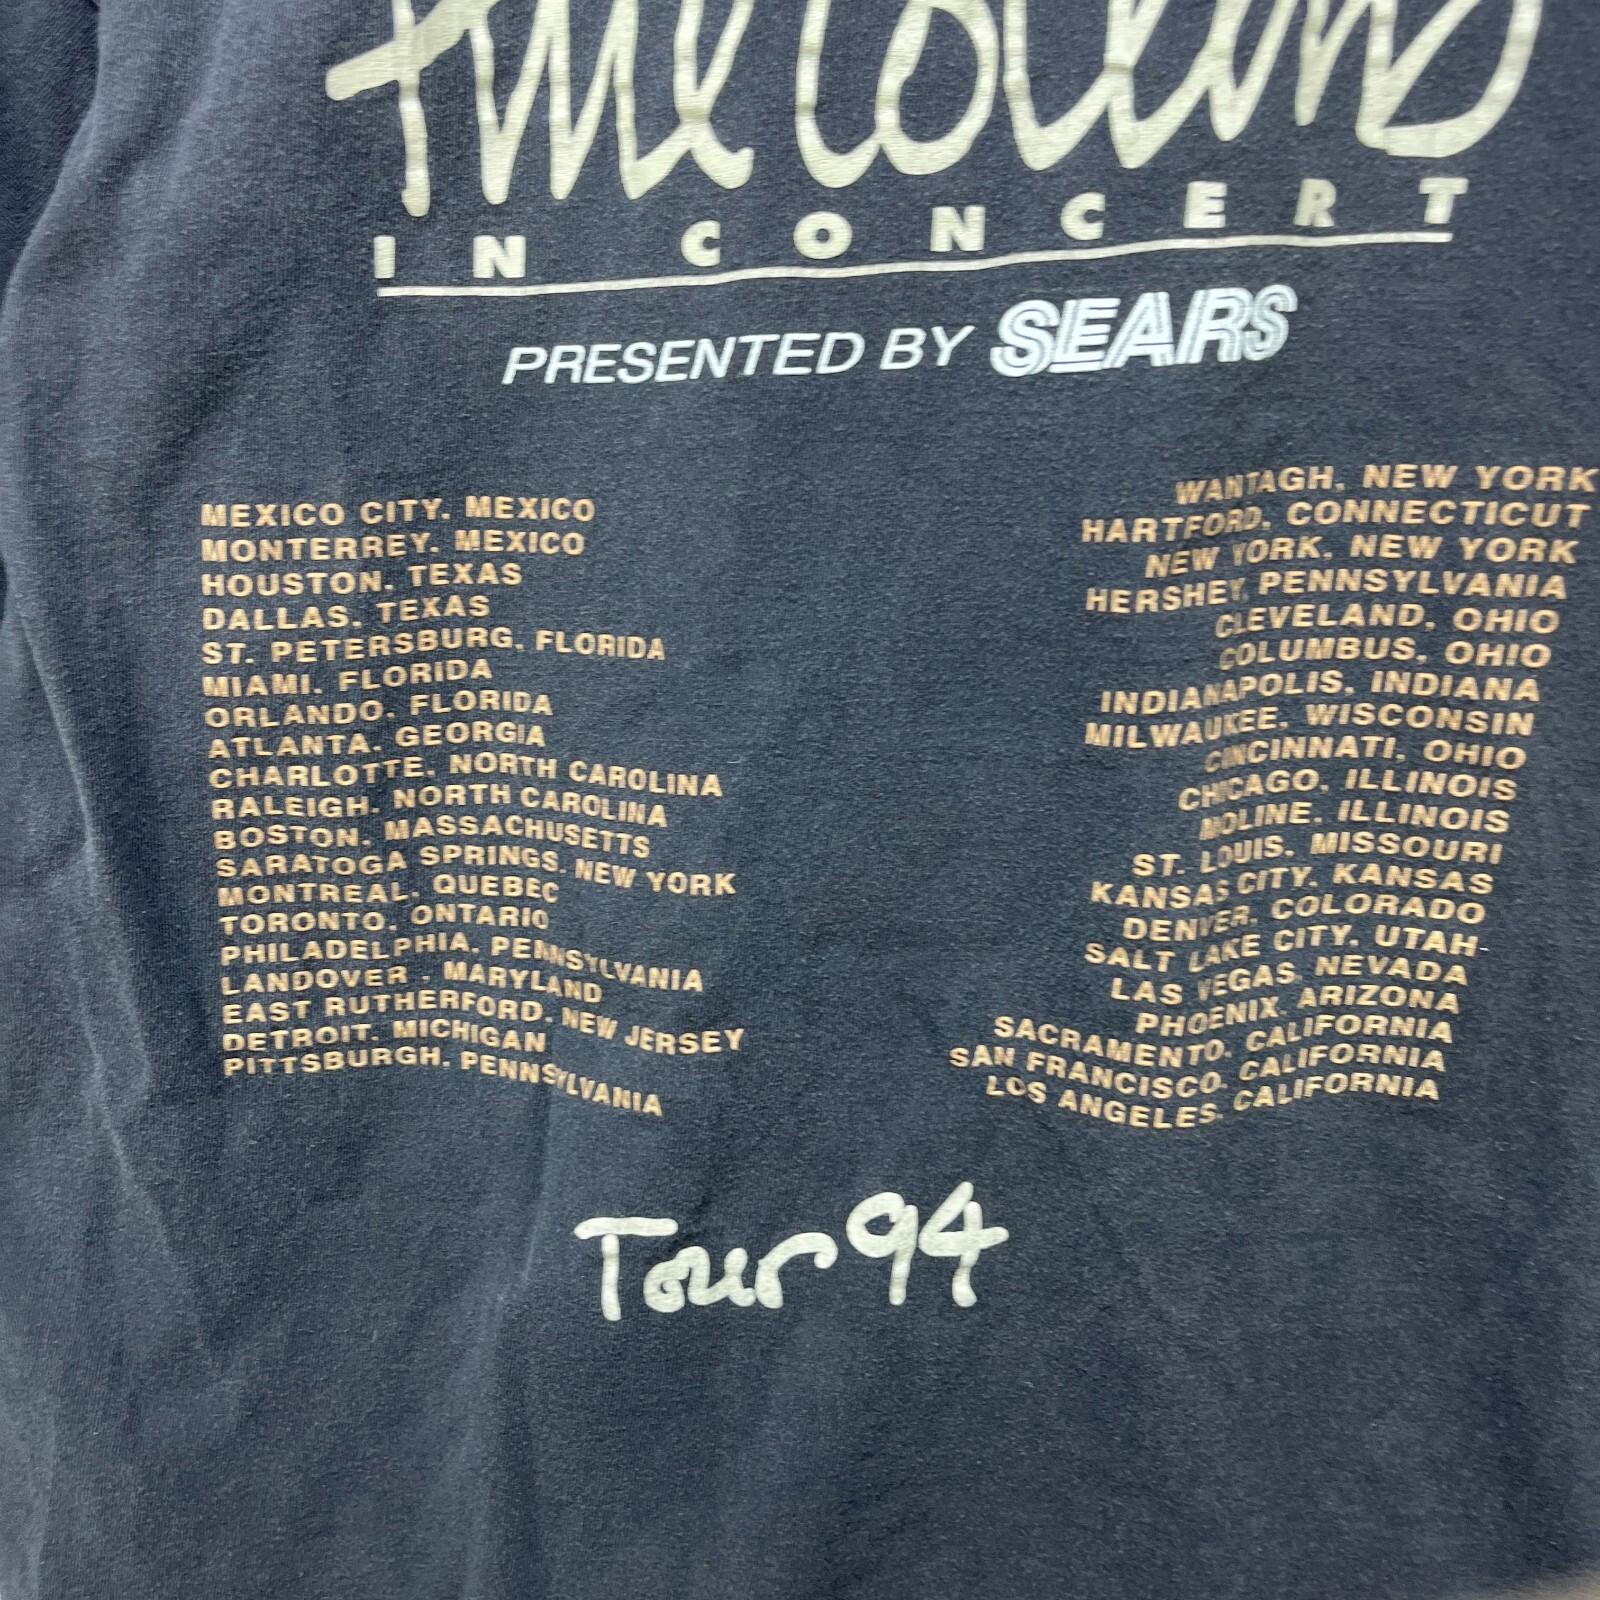 Phil Collins
IN CONCERT
PRESENTED BY SEARS
MEXICO CITY, MEXICO
MONTERREY, MEXICO
HOUSTON, TEXAS
DALLAS, TEXAS
ST. PETERSBURG, FLORIDA
MIAMI, FLORIDA
ORLANDO, FLORIDA
ATLANTA, GEORGIA
CHARLOTTE, NORTH CAROLINA
RALEIGH, NORTH CAROLINA
BOSTON, MASSACHUSETTS
SARATOGA SPRINGS, NEW YORK
MONTREAL, QUEBEC
TORONTO, ONTARIO
PHILADELPHIA, PENNSYLVANIA
LANDOVER , MARYLAND
EAST RUTHERFORD, NEW JERSEY
DETROIT, MICHIGAN
PITTSBURGH, PENNSYLVANIA
WANTAGH, NEW YORK
HARTFORD, CONNECTICUT
NEW YORK, NEW YORK
HERSHEY, PENNSYLVANIA
CLEVELAND, OHIO
COLUMBUS, OHIO
INDIANAPOLIS, INDIANA
MILWAUKEE, WISCONSIN
CINCINNATI, OHIO
CHICAGO, ILLINOIS
MOLINE, ILLINOIS
ST. LOUIS, MISSOURI
KANSAS CITY, KANSAS
DENVER, COLORADO
SALT LAKE CITY, UTAH
LAS VEGAS, NEVADA
PHOENIX, ARIZONA
SACRAMENTO, CALIFORNIA
SAN FRANCISCO, CALIFORNIA
LOS ANGELES, CALIFORNIA
Tour 94